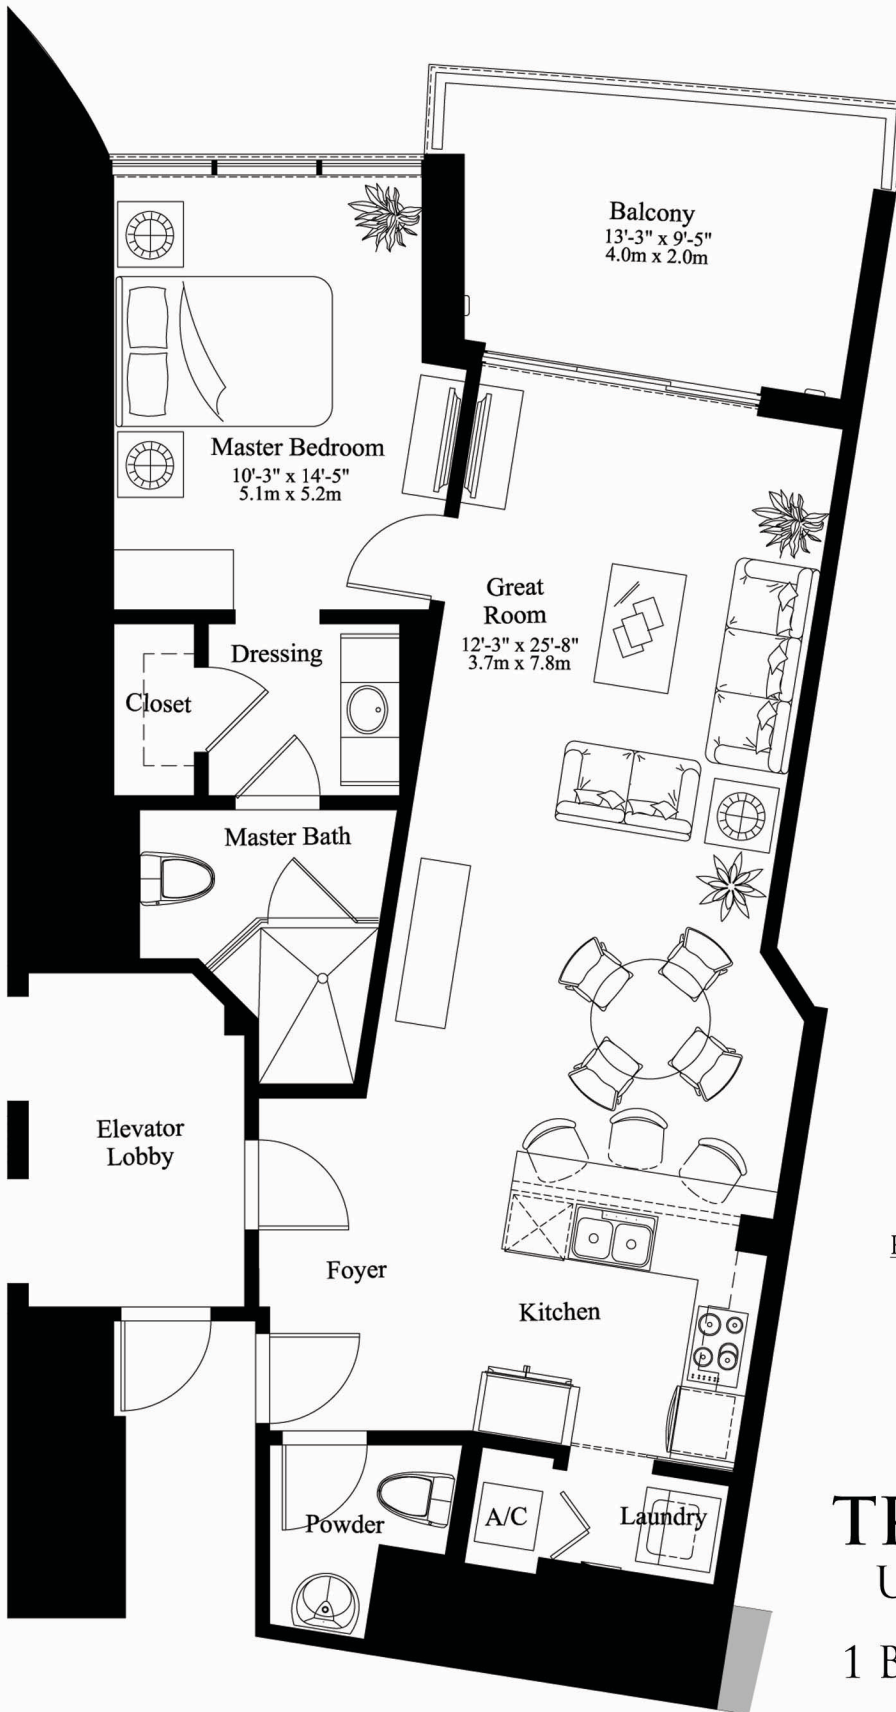 Balcony
13'-3" x 9'-5"
4.0m x 2.0m
Master Bedroom
10'-3" x 14'-5"
5.1m x 5.2m
Great
Room
12'-3" x 25'-8"
3.7m x 7.8m
Dressing
Closet
Master Bath
Elevator
Lobby
Foyer
Kitchen
A/C
Laundry
Powder
1 B